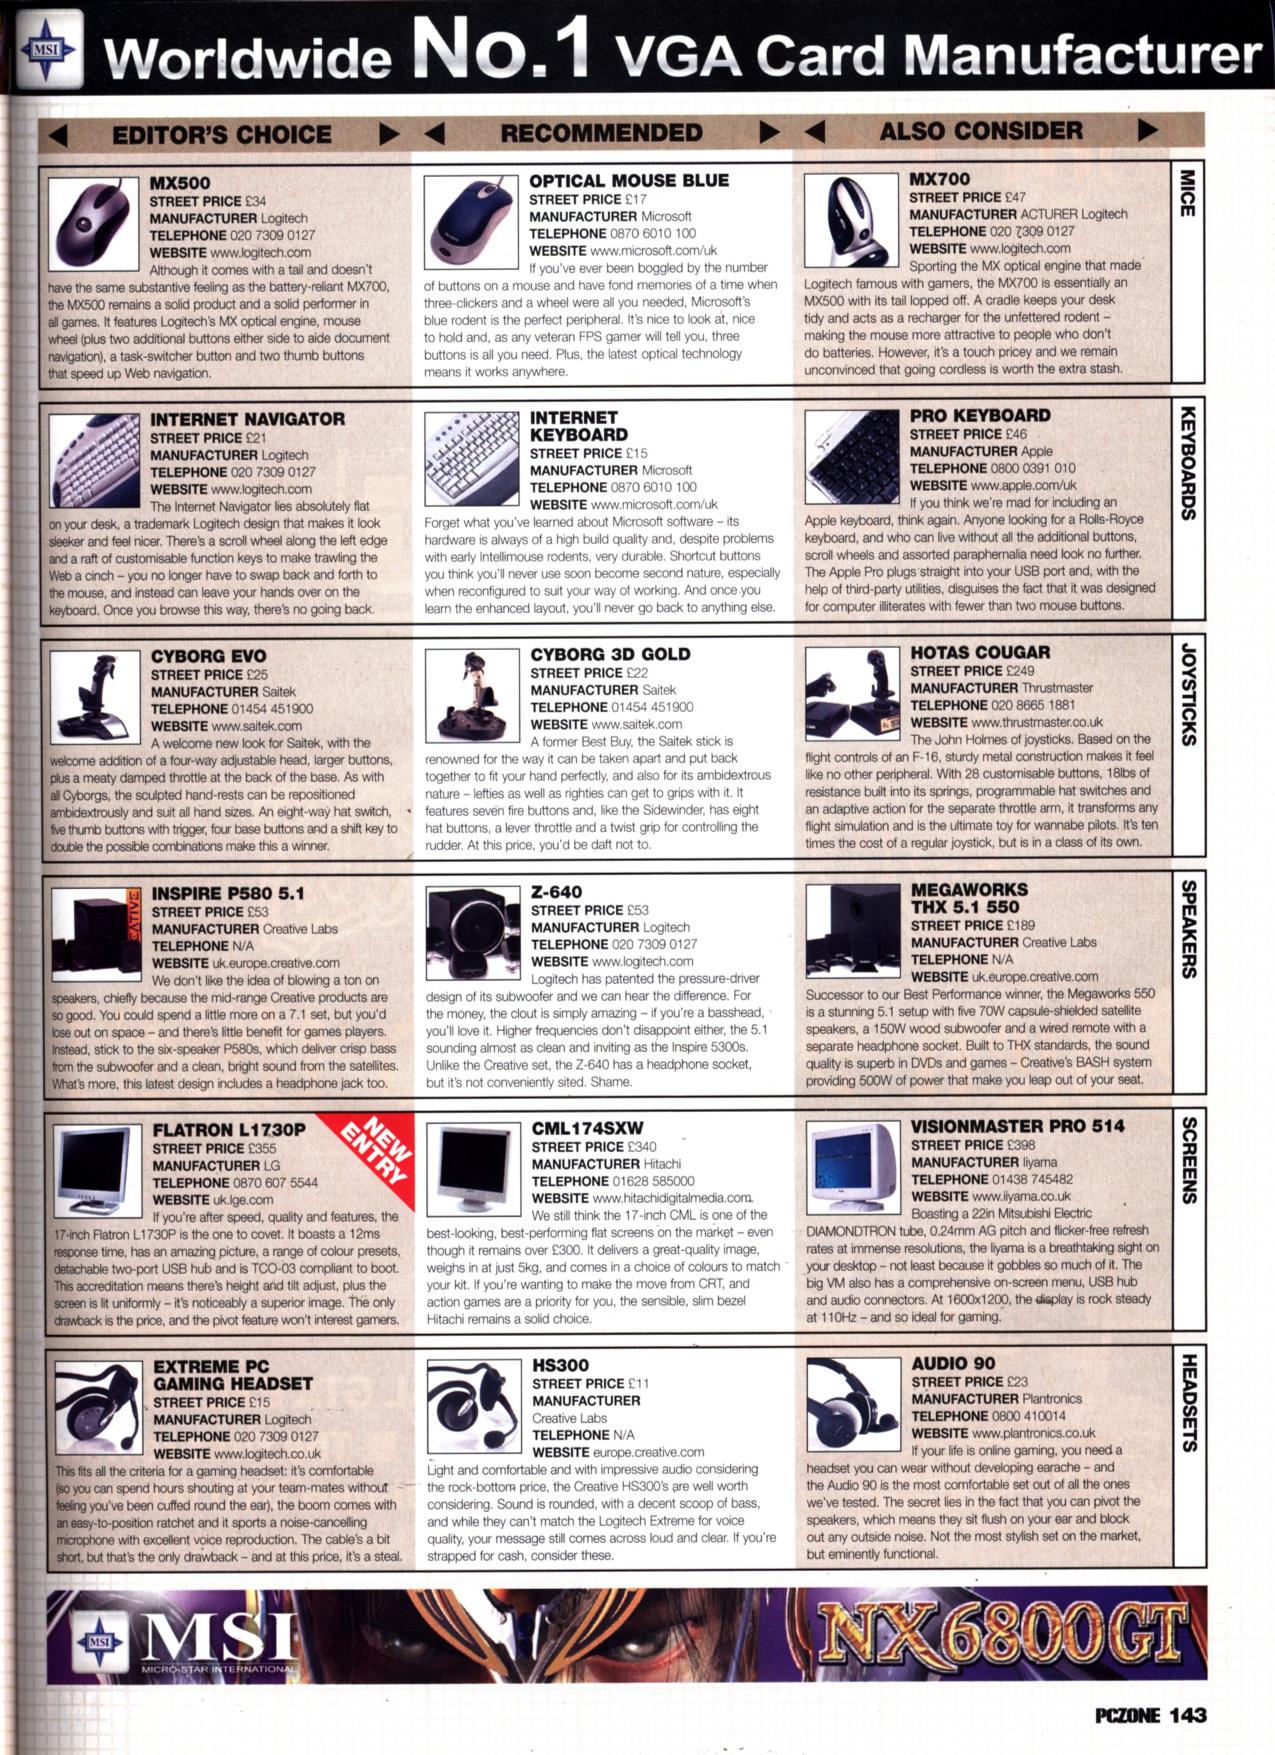 MSI
Worldwide No.1 VGA Card Manufacturer
EDITOR'S CHOICE
RECOMMENDED
ALSO CONSIDER
MICE
MX500
STREET PRICE £34
MANUFACTURER Logitech
TELEPHONE 020 7309 0127
WEBSITE www.logitech.com
Although it comes with a tail and doesn't
have the same substantive feeling as the battery-reliant MX700,
the MX500 remains a solid product and a solid performer in
all games. It features Logitech's MX optical engine, mouse
wheel (plus two additional buttons either side to aide document
navigation), a task-switcher button and two thumb buttons
that speed up Web navigation.
OPTICAL MOUSE BLUE
STREET PRICE £17
MANUFACTURER Microsoft
TELEPHONE 0870 6010 100
WEBSITE www.microsoft.com/uk
If you've ever been boggled by the number
of buttons on a mouse and have fond memories of a time when
three-clickers and a wheel were all you needed, Microsoft's
blue rodent is the perfect peripheral. It's nice to look at, nice
to hold and, as any veteran FPS gamer will tell you, three
buttons is all you need. Plus, the latest optical technology
means it works anywhere.
MX700
STREET PRICE £47
MANUFACTURER ACTURER Logitech
TELEPHONE 020 7309 0127
WEBSITE www.logitech.com
Sporting the MX optical engine that made
Logitech famous with gamers, the MX700 is essentially an
MX500 with its tail lopped off. A cradle keeps your desk
tidy and acts as a recharger for the unfettered rodent –
making the mouse more attractive to people who don't
do batteries. However, it's a touch pricey and we remain
unconvinced that going cordless is worth the extra stash.
KEYBOARDS
INTERNET NAVIGATOR
STREET PRICE £21
MANUFACTURER Logitech
TELEPHONE 020 7309 0127
WEBSITE www.logitech.com
The Internet Navigator lies absolutely flat
on your desk, a trademark Logitech design that makes it look
sleeker and feel nicer. There's a scroll wheel along the left edge
and a raft of customisable function keys to make trawling the
Web a cinch – you no longer have to swap back and forth to
the mouse, and instead can leave your hands over on the
keyboard. Once you browse this way, there's no going back.
INTERNET
KEYBOARD
STREET PRICE £15
MANUFACTURER Microsoft
TELEPHONE 0870 6010 100
WEBSITE www.microsoft.com/uk
Forget what you've learned about Microsoft software – its
hardware is always of a high build quality and, despite problems
with early Intellimouse rodents, very durable. Shortcut buttons
you think you'll never use soon become second nature, especially
when reconfigured to suit your way of working. And once you
learn the enhanced layout, you'll never go back to anything else.
PRO KEYBOARD
STREET PRICE £46
MANUFACTURER Apple
TELEPHONE 0800 0391 010
WEBSITE www.apple.com/uk
If you think we're mad for including an
Apple keyboard, think again. Anyone looking for a Rolls-Royce
keyboard, and who can live without all the additional buttons,
scroll wheels and assorted paraphernalia need look no further.
The Apple Pro plugs straight into your USB port and, with the
help of third-party utilities, disguises the fact that it was designed
for computer illiterates with fewer than two mouse buttons.
JOYSTICKS
CYBORG EVO
STREET PRICE £25
MANUFACTURER Saitek
TELEPHONE 01454 451900
WEBSITE www.saitek.com
A welcome new look for Saitek, with the
welcome addition of a four-way adjustable head, larger buttons,
plus a meaty damped throttle at the back of the base. As with
all Cyborgs, the sculpted hand-rests can be repositioned
ambidextrously and suit all hand sizes. An eight-way hat switch,
five thumb buttons with trigger, four base buttons and a shift key to
double the possible combinations make this a winner.
CYBORG 3D GOLD
STREET PRICE £22
MANUFACTURER Saitek
TELEPHONE 01454 451900
WEBSITE www.saitek.com
A former Best Buy, the Saitek stick is
renowned for the way it can be taken apart and put back
together to fit your hand perfectly, and also for its ambidextrous
nature – lefties as well as righties can get to grips with it. It
features seven fire buttons and, like the Sidewinder, has eight
hat buttons, a lever throttle and a twist grip for controlling the
rudder. At this price, you'd be daft not to.
HOTAS COUGAR
STREET PRICE £249
MANUFACTURER Thrustmaster
TELEPHONE 020 8665 1881
WEBSITE www.thrustmaster.co.uk
The John Holmes of joysticks. Based on the
flight controls of an F-16, sturdy metal construction makes it feel
like no other peripheral. With 28 customisable buttons, 18lbs of
resistance built into its springs, programmable hat switches and
an adaptive action for the separate throttle arm, it transforms any
flight simulation and is the ultimate toy for wannabe pilots. It's ten
times the cost of a regular joystick, but is in a class of its own.
SPEAKERS
INSPIRE P580 5.1
STREET PRICE £53
MANUFACTURER Creative Labs
TELEPHONE N/A
WEBSITE uk.europe.creative.com
We don't like the idea of blowing a ton on
speakers, chiefly because the mid-range Creative products are
so good. You could spend a little more on a 7.1 set, but you'd
lose out on space – and there's little benefit for games players.
Instead, stick to the six-speaker P580s, which deliver crisp bass
from the subwoofer and a clean, bright sound from the satellites.
What's more, this latest design includes a headphone jack too.
Z-640
STREET PRICE £53
MANUFACTURER Logitech
TELEPHONE 020 7309 0127
WEBSITE www.logitech.com
Logitech has patented the pressure-driver
design of its subwoofer and we can hear the difference. For
the money, the clout is simply amazing – if you're a basshead,
you'll love it. Higher frequencies don't disappoint either, the 5.1
sounding almost as clean and inviting as the Inspire 5300s.
Unlike the Creative set, the Z-640 has a headphone socket,
but it's not conveniently sited. Shame.
MEGAWORKS
THX 5.1 550
STREET PRICE £189
MANUFACTURER Creative Labs
TELEPHONE N/A
WEBSITE uk.europe.creative.com
Successor to our Best Performance winner, the Megaworks 550
is a stunning 5.1 setup with five 70W capsule-shielded satellite
speakers, a 150W wood subwoofer and a wired remote with a
separate headphone socket. Built to THX standards, the sound
quality is superb in DVDs and games – Creative's BASH system
providing 500W of power that make you leap out of your seat.
SCREENS
FLATRON L1730P
NEW
ENTRY
STREET PRICE £355
MANUFACTURER LG
TELEPHONE 0870 607 5544
WEBSITE uk.lge.com
If you're after speed, quality and features, the
17-inch Flatron L1730P is the one to covet. It boasts a 12ms
response time, has an amazing picture, a range of colour presets,
detachable two-port USB hub and is TCO-03 compliant to boot.
This accreditation means there's height and tilt adjust, plus the
screen is lit uniformly – it's noticeably a superior image. The only
drawback is the price, and the pivot feature won't interest gamers.
CML174SXW
STREET PRICE £340
MANUFACTURER Hitachi
TELEPHONE 01628 585000
WEBSITE www.hitachidigitalmedia.com
We still think the 17-inch CML is one of the
best-looking, best-performing flat screens on the market – even
though it remains over £300. It delivers a great-quality image,
weighs in at just 5kg, and comes in a choice of colours to match
your kit. If you're wanting to make the move from CRT, and
action games are a priority for you, the sensible, slim bezel
Hitachi remains a solid choice.
VISIONMASTER PRO 514
STREET PRICE £398
MANUFACTURER Iiyama
TELEPHONE 01438 745482
WEBSITE www.iiyama.co.uk
Boasting a 22in Mitsubishi Electric
DIAMONDTRON tube, 0.24mm AG pitch and flicker-free refresh
rates at immense resolutions, the Iiyama is a breathtaking sight on
your desktop – not least because it gobbles so much of it. The
big VM also has a comprehensive on-screen menu, USB hub
and audio connectors. At 1600x1200, the display is rock steady
at 110Hz – and so ideal for gaming.
HEADSETS
EXTREME PC
GAMING HEADSET
STREET PRICE £15
MANUFACTURER Logitech
TELEPHONE 020 7309 0127
WEBSITE www.logitech.co.uk
This fits all the criteria for a gaming headset: it's comfortable
(so you can spend hours shouting at your team-mates without
feeling you've been cuffed round the ear), the boom comes with
an easy-to-position ratchet and it sports a noise-cancelling
microphone with excellent voice reproduction. The cable's a bit
short, but that's the only drawback – and at this price, it's a steal.
HS300
STREET PRICE £11
MANUFACTURER
Creative Labs
TELEPHONE N/A
WEBSITE europe.creative.com
Light and comfortable and with impressive audio considering
the rock-bottom price, the Creative HS300's are well worth
considering. Sound is rounded, with a decent scoop of bass,
and while they can't match the Logitech Extreme for voice
quality, your message still comes across loud and clear. If you're
strapped for cash, consider these.
AUDIO 90
STREET PRICE £23
MANUFACTURER Plantronics
TELEPHONE 0800 410014
WEBSITE www.plantronics.co.uk
If your life is online gaming, you need a
headset you can wear without developing earache – and
the Audio 90 is the most comfortable set out of all the ones
we've tested. The secret lies in the fact that you can pivot the
speakers, which means they sit flush on your ear and block
out any outside noise. Not the most stylish set on the market,
but eminently functional.
MSI
MSI
MICRO-STAR INTERNATIONAL
NX6800GT
PCZONE 143